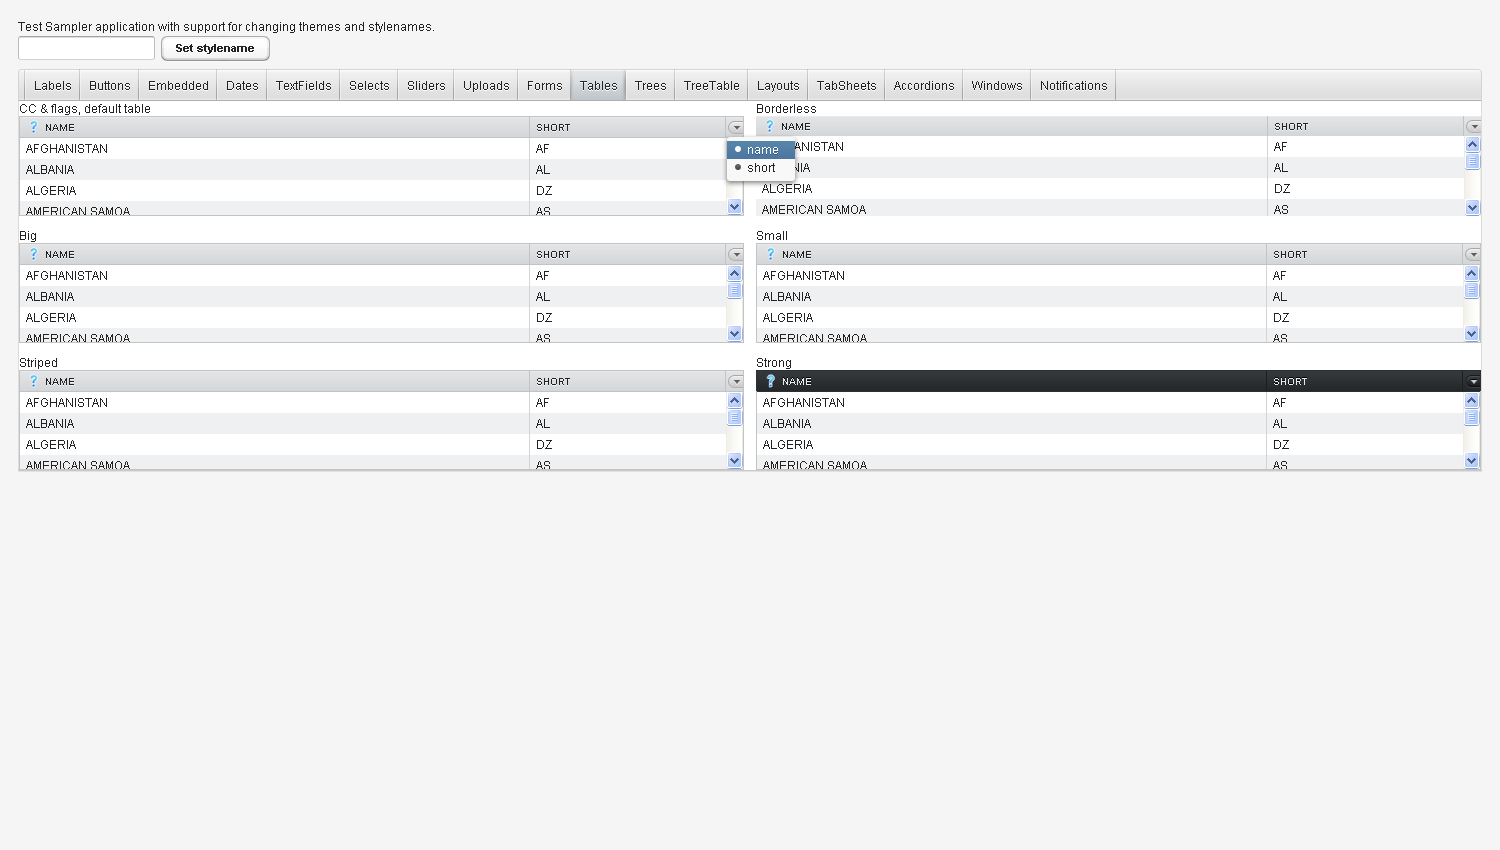 Test Sampler application with support for changing themes and stylenames.
Set stylename
Labels Buttons Embedded Dates TextFields Selects Sliders Uploads Forms Tables Trees TreeTable Layouts TabSheets Accordions Windows Notifications
CC & flags, default table
? NAME SHORT
AFGHANISTAN AF
ALBANIA AL
ALGERIA DZ
AMERICAN SAMOA AS
name
short
Borderless
? NAME SHORT
ANISTAN AF
NIA AL
ALGERIA DZ
AMERICAN SAMOA AS
Big
? NAME SHORT
AFGHANISTAN AF
ALBANIA AL
ALGERIA DZ
AMERICAN SAMOA AS
Small
? NAME SHORT
AFGHANISTAN AF
ALBANIA AL
ALGERIA DZ
AMERICAN SAMOA AS
Striped
? NAME SHORT
AFGHANISTAN AF
ALBANIA AL
ALGERIA DZ
AMERICAN SAMOA AS
Strong
? NAME SHORT
AFGHANISTAN AF
ALBANIA AL
ALGERIA DZ
AMERICAN SAMOA AS